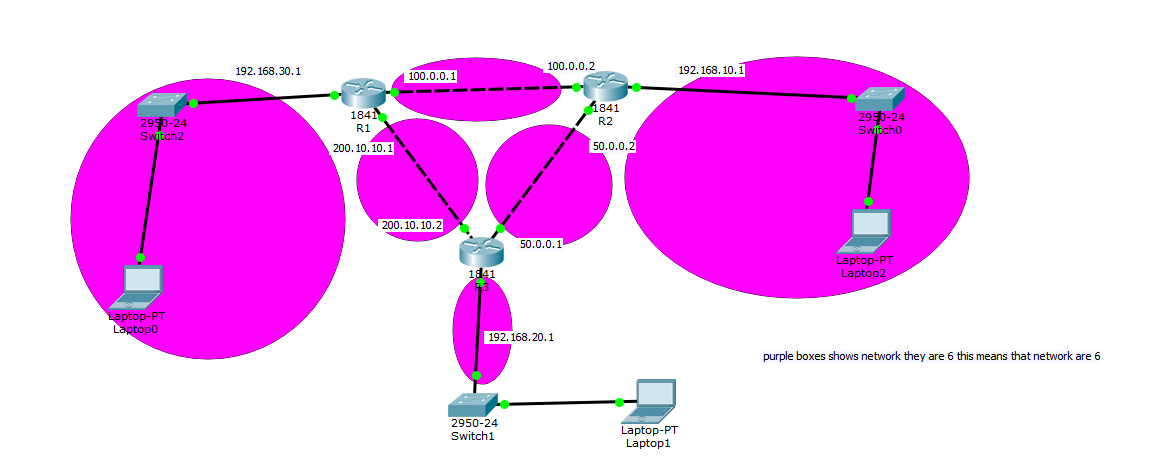 192.168.30.1
100.0.0.1
100.0.0.2
192.168.10.1
2950-24
Switch2
1841
R1
1841
R2
2950-24
Switch0
200.10.10.1
50.0.0.2
200.10.10.2
50.0.0.1
1841
R3
Laptop-PT
Laptop2
Laptop-PT
Laptop0
192.168.20.1
purple boxes shows network they are 6 this means that network are 6
2950-24
Switch1
Laptop-PT
Laptop1